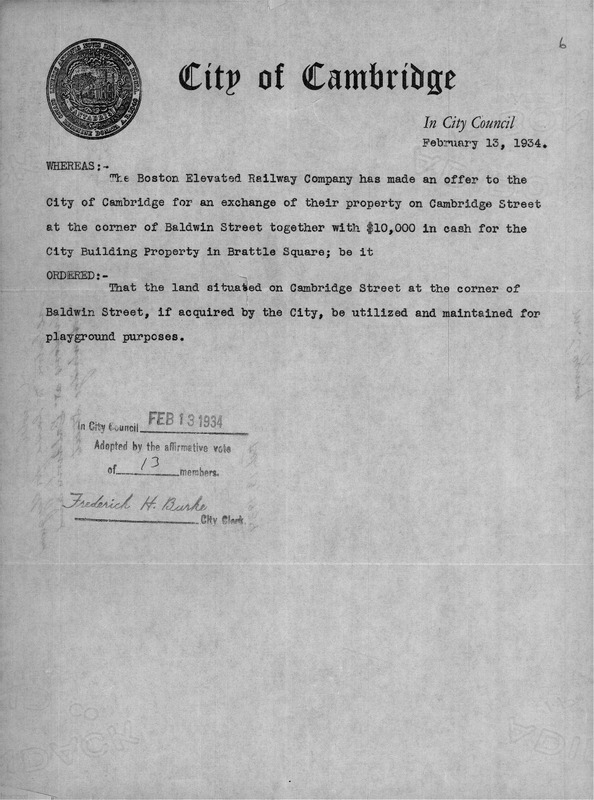 6
City of Cambridge
In City Council
February 13, 1934.
WHEREAS:-
The Boston Elevated Railway Company has made an offer to the
City of Cambridge for an exchange of their property on Cambridge Street
at the corner of Baldwin Street together with $10,000 in cash for the
City Building Property in Brattle Square; be it
ORDERED:-
That the land situated on Cambridge Street at the corner of
Baldwin Street, if acquired by the City, be utilized and maintained for
playground purposes.
In City Council FEB 13 1934
Adopted by the affirmative vote
of 13 members.
Frederick H. Burke
City Clerk.